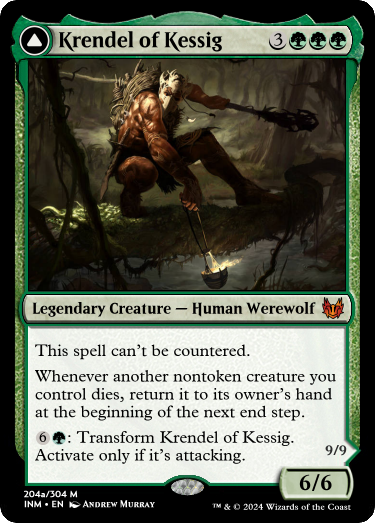 Krendel of Kessig 3
Legendary Creature — Human Werewolf
This spell can't be countered.
Whenever another nontoken creature you
control dies, return it to its owner's hand
at the beginning of the next end step.
6 : Transform Krendel of Kessig.
Activate only if it's attacking.
9/9
6/6
204a/304 M
INM • EN Andrew Murray
™ & © 2024 Wizards of the Coast